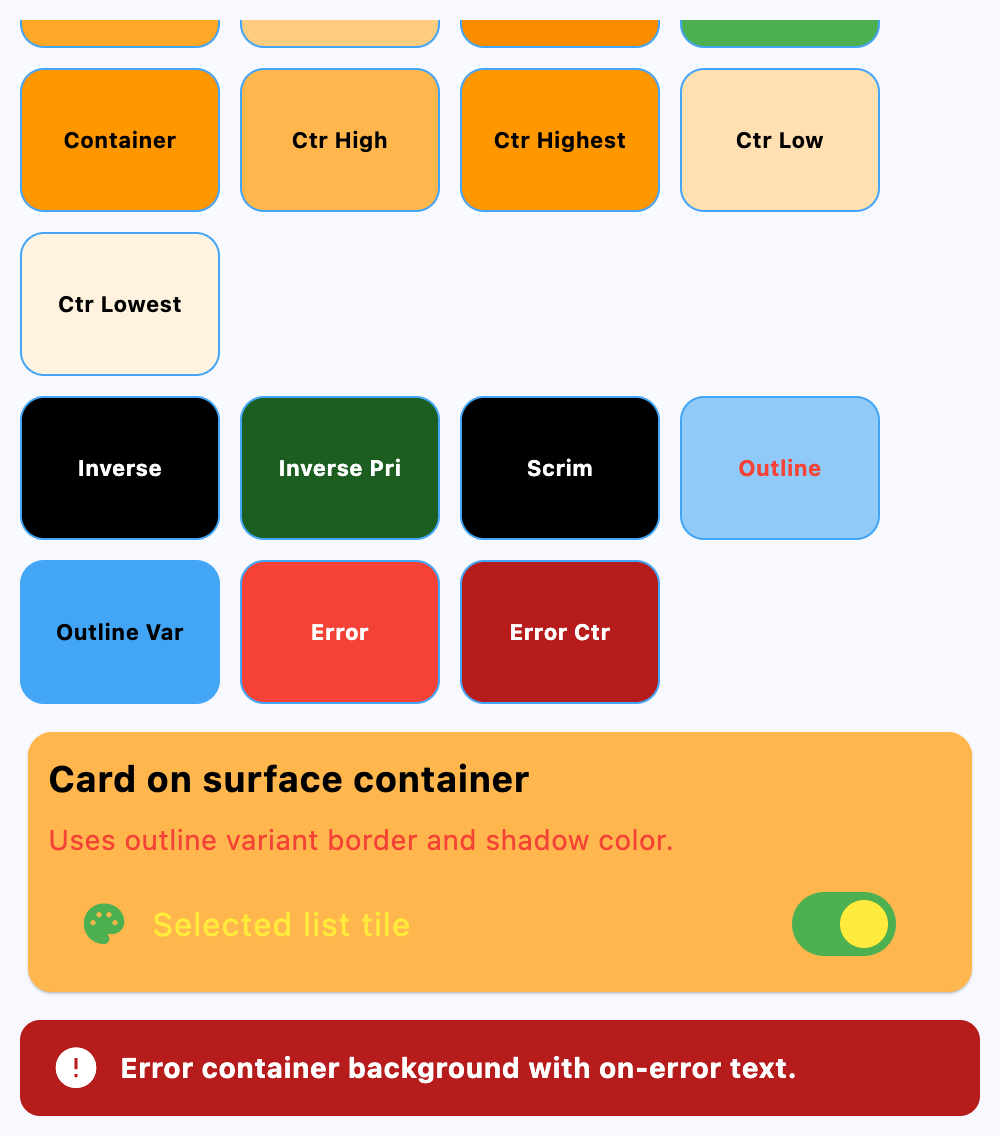 Container
Ctr High
Ctr Highest
Ctr Low
Ctr Lowest
Inverse
Inverse Pri
Scrim
Outline
Outline Var
Error
Error Ctr
Card on surface container
Uses outline variant border and shadow color.
Selected list tile
Error container background with on-error text.